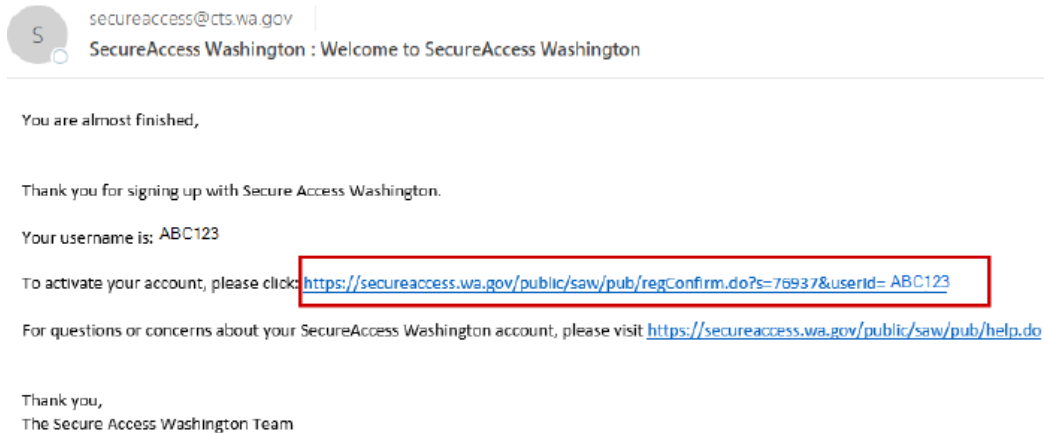 S
secureaccess@cts.wa.gov
SecureAccess Washington : Welcome to SecureAccess Washington
You are almost finished,
Thank you for signing up with Secure Access Washington.
Your username is: ABC123
To activate your account, please click: https://secureaccess.wa.gov/public/saw/pub/regConfirm.do?s=76937&userId= ABC123
For questions or concerns about your SecureAccess Washington account, please visit https://secureaccess.wa.gov/public/saw/pub/help.do
Thank you,
The Secure Access Washington Team